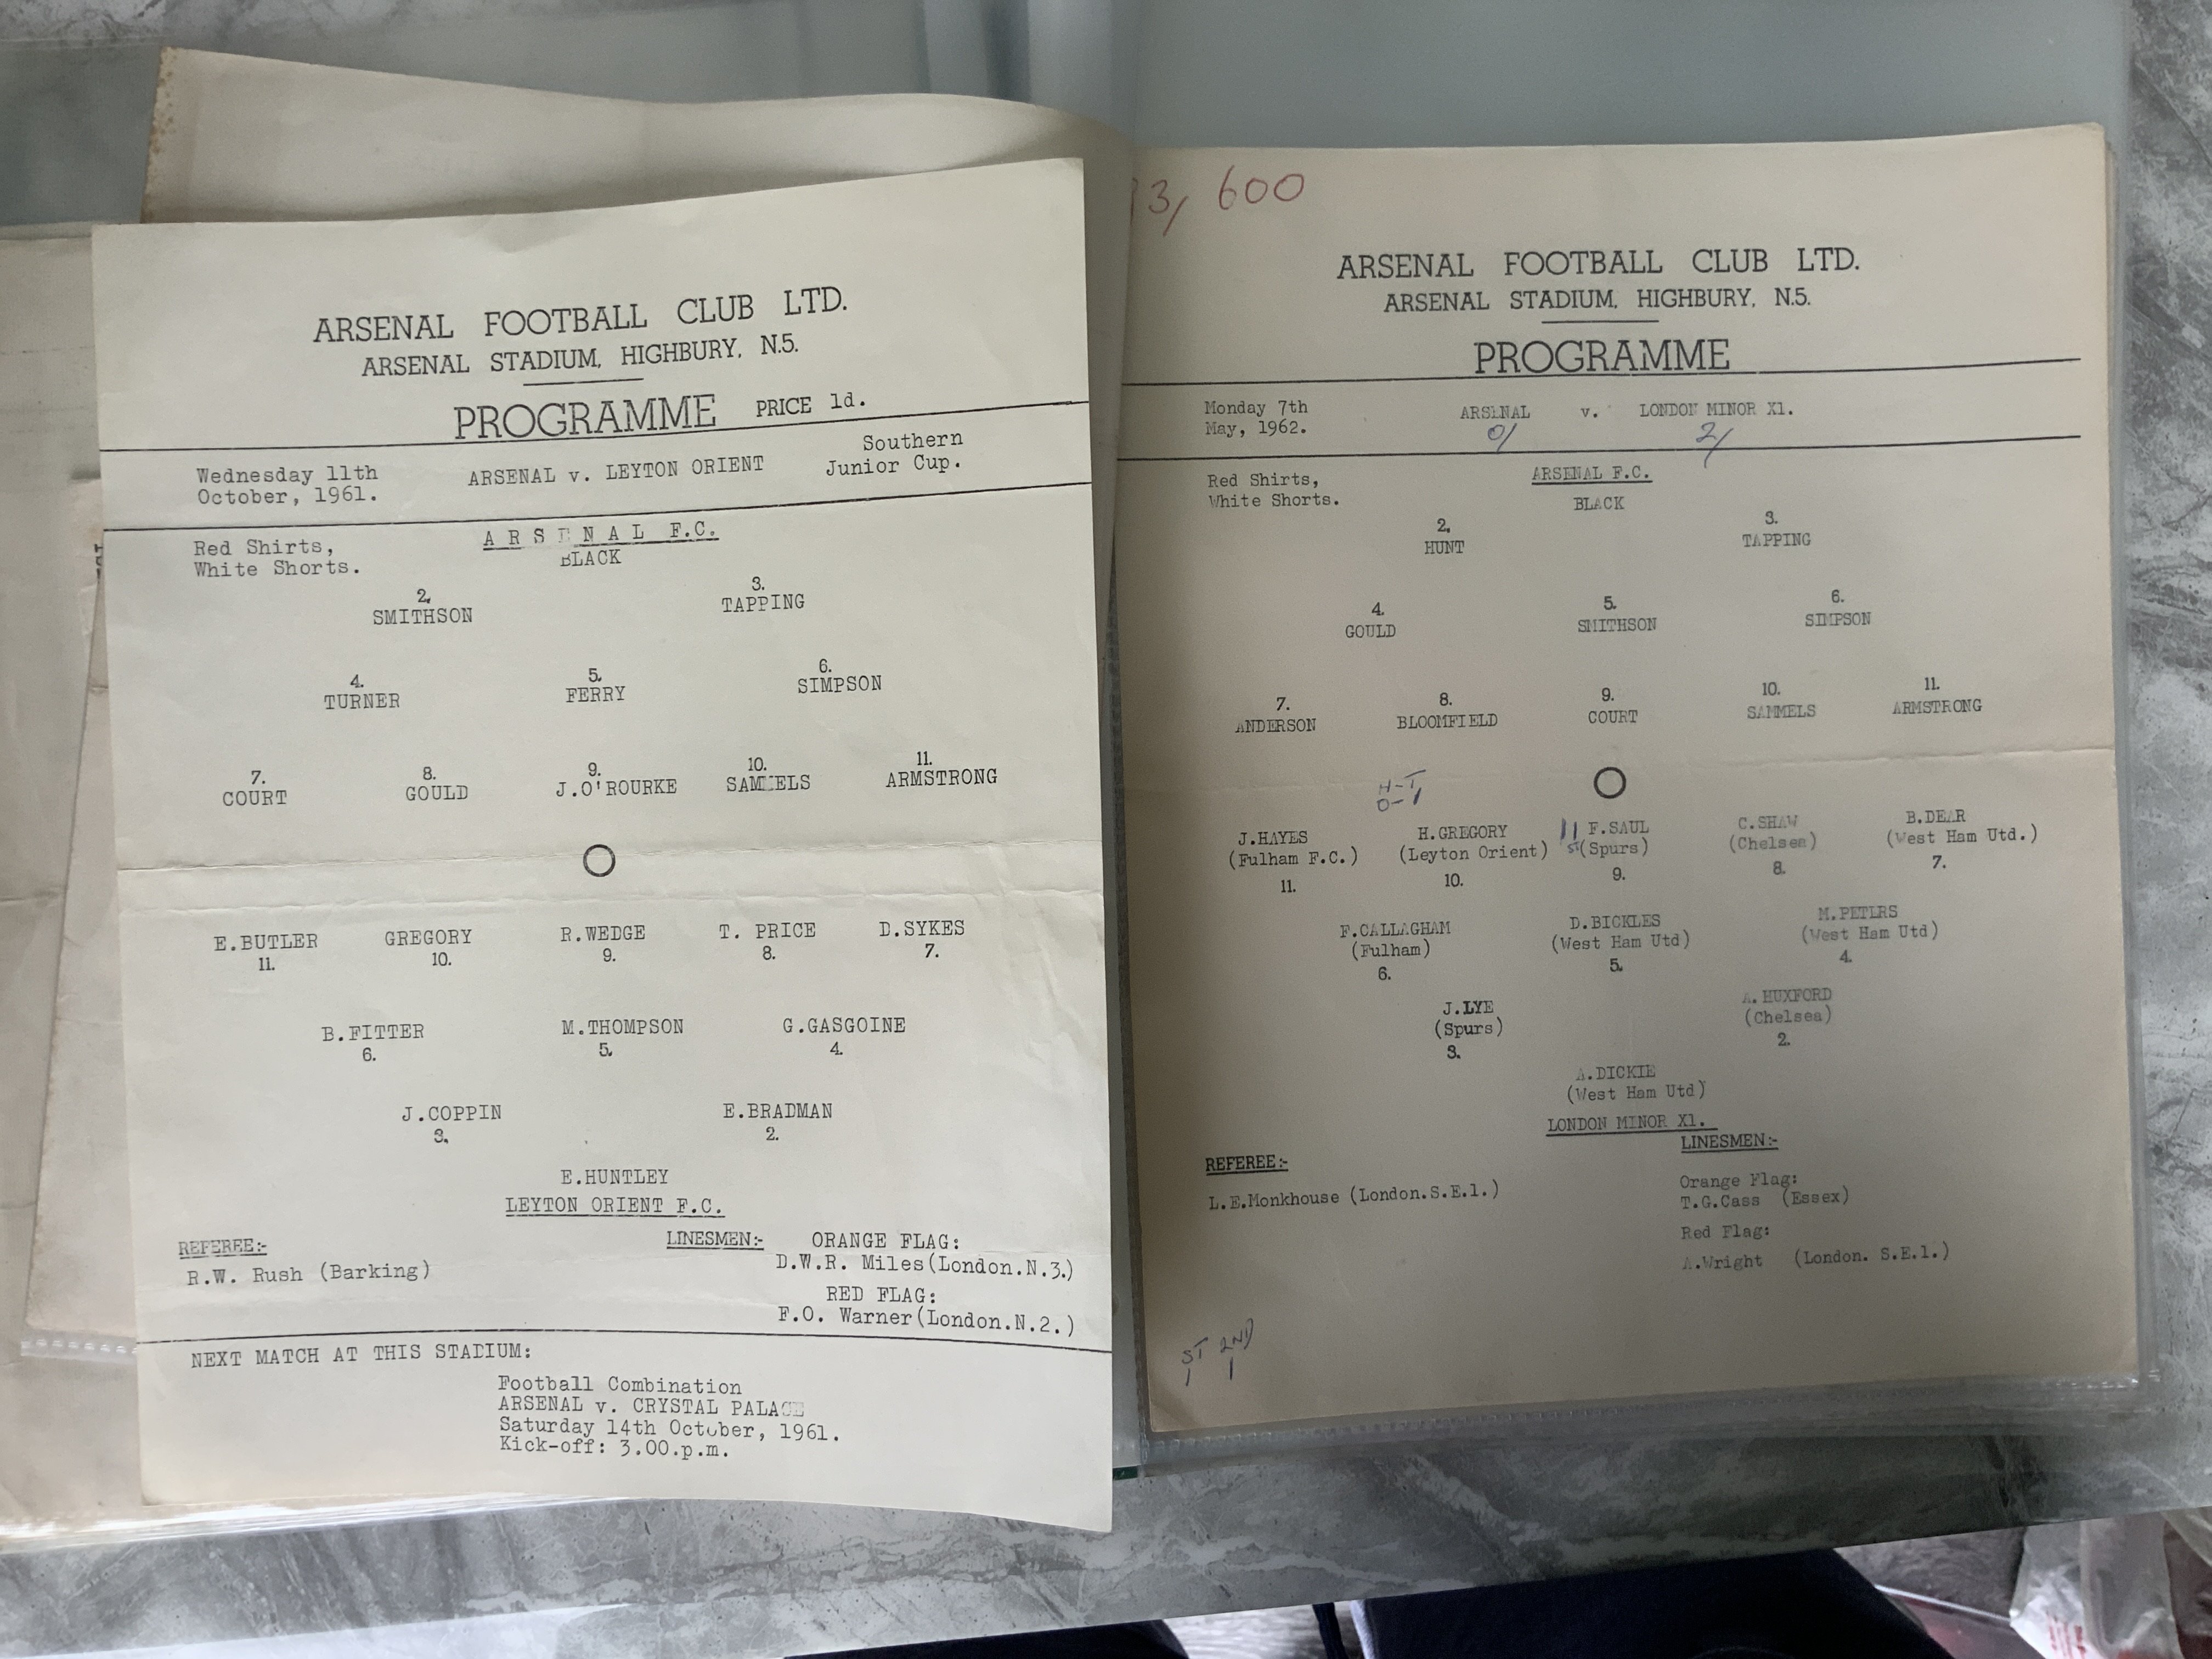 ARSENAL FOOTBALL CLUB LTD.
ARSENAL STADIUM, HIGHBURY, N.5.
PROGRAMME PRICE 1d.
Wednesday 11th
October, 1961.
ARSENAL v. LEYTON ORIENT
Southern
Junior Cup.
Red Shirts,
White Shorts.
ARSENAL F.C.
BLACK
2. 3.
SMITHSON TAPPING
4. 5. 6.
TURNER FERRY SIMPSON
7. 8. 9. 10. 11.
COURT GOULD J.O'ROURKE SAMMELS ARMSTRONG
E.BUTLER GREGORY R.WEDGE T. PRICE D.SYKES
11. 10. 9. 8. 7.
B.FITTER M.THOMPSON G.GASGOINE
6. 5. 4.
J.COPPIN E.BRADMAN
3. 2.
E.HUNTLEY
LEYTON ORIENT F.C.
REFEREE:-
R.W. Rush (Barking)
LINESMEN:- ORANGE FLAG:
D.W.R. Miles(London.N.3.)
RED FLAG:
F.O. Warner(London.N.2.)
NEXT MATCH AT THIS STADIUM:
Football Combination
ARSENAL v. CRYSTAL PALACE
Saturday 14th October, 1961.
Kick-off: 3.00.p.m.
3/ 600
ARSENAL FOOTBALL CLUB LTD.
ARSENAL STADIUM, HIGHBURY, N.5.
PROGRAMME
Monday 7th
May, 1962.
ARSENAL v. LONDON MINOR X1.
0/ 2/
Red Shirts,
White Shorts.
ARSENAL F.C.
BLACK
2. 3.
HUNT TAPPING
4. 5. 6.
GOULD SMITHSON SIMPSON
7. 8. 9. 10. 11.
ANDERSON BLOOMFIELD COURT SAMMELS ARMSTRONG
H-T
0-1
J.HAYES H.GREGORY 11 F.SAUL C.SHAW B.DEAR
(Fulham F.C.) (Leyton Orient) ST (Spurs) (Chelsea) (West Ham Utd.)
11. 10. 9. 8. 7.
F.CALLAGHAM D.BICKLES M.PETERS
(Fulham) (West Ham Utd) (West Ham Utd)
6. 5. 4.
J.LYE A.HUXFORD
(Spurs) (Chelsea)
3. 2.
A.DICKIE
(West Ham Utd)
LONDON MINOR X1.
REFEREE:-
L.E.Monkhouse (London.S.E.1.)
LINESMEN:-
Orange Flag:
T.G.Cass (Essex)
Red Flag:
A.Wright (London. S.E.1.)
1ST 2ND
1 1